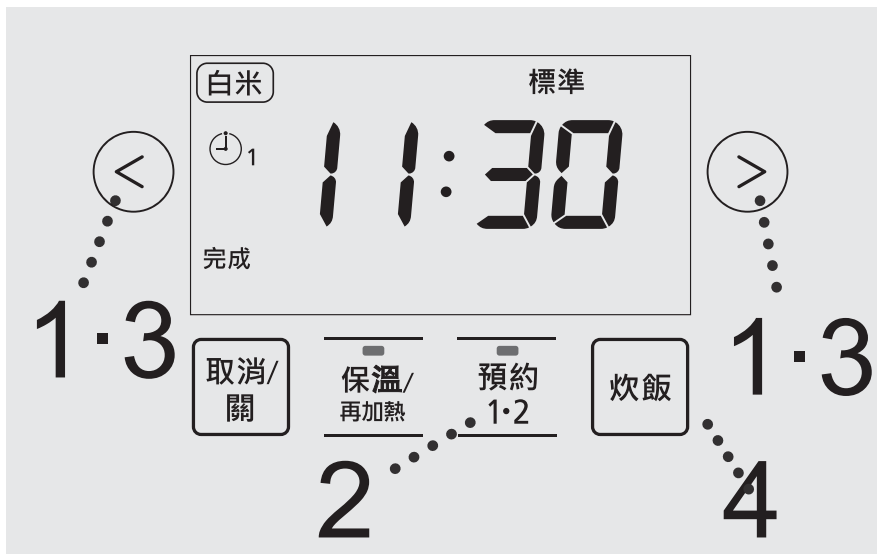 白米 標準
1 11:30
< >
完成
1·3 1·3
取消/ 保溫/ 預約 炊飯
關 再加熱 1·2
2 4